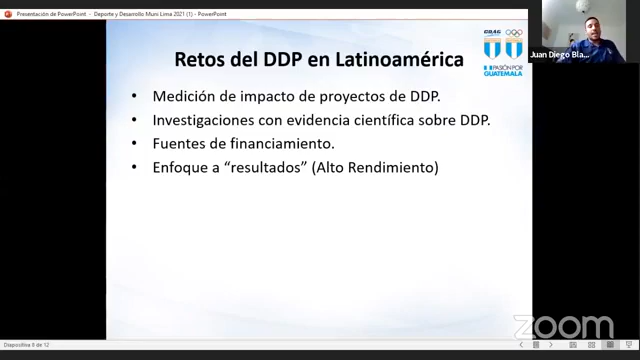 Presentación de PowerPoint - Deporte y Desarrollo Muni Lima 2021 (1) - PowerPoint
Juan Diego Bla...
Retos del DDP en Latinoamérica
PASIÓN POR
GUATEMALA
• Medición de impacto de proyectos de DDP.
• Investigaciones con evidencia científica sobre DDP.
• Fuentes de financiamiento.
• Enfoque a “resultados” (Alto Rendimiento)
zoom
Diapositiva 8 de 12